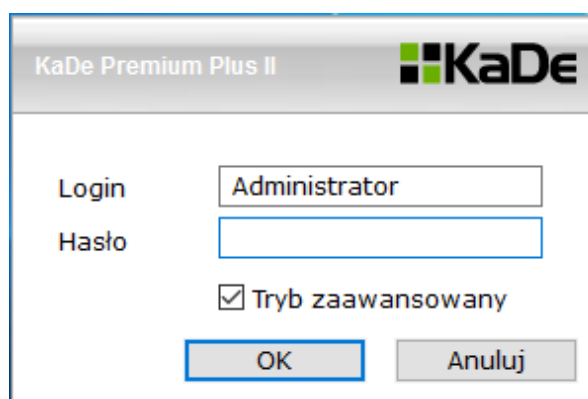 KaDe Premium Plus II KaDe
Login Administrator
Hasło
Tryb zaawansowany
OK Anuluj